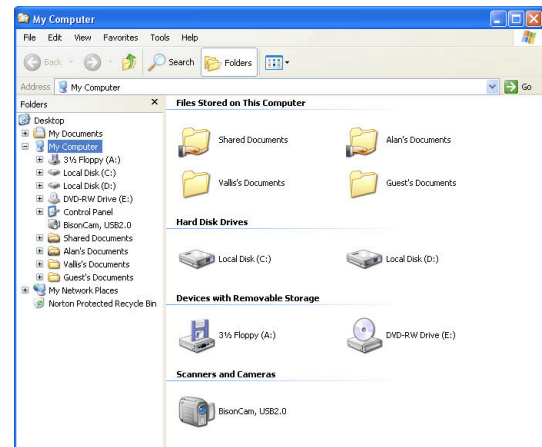 My Computer
File Edit View Favorites Tools Help
Back Search Folders
Address My Computer Go
Folders
Desktop
My Documents
My Computer
3½ Floppy (A:)
Local Disk (C:)
Local Disk (D:)
DVD-RW Drive (E:)
Control Panel
BisonCam, USB2.0
Shared Documents
Alan's Documents
Vallis's Documents
Guest's Documents
My Network Places
Norton Protected Recycle Bin
Files Stored on This Computer
Shared Documents Alan's Documents
Vallis's Documents Guest's Documents
Hard Disk Drives
Local Disk (C:) Local Disk (D:)
Devices with Removable Storage
3½ Floppy (A:) DVD-RW Drive (E:)
Scanners and Cameras
BisonCam, USB2.0